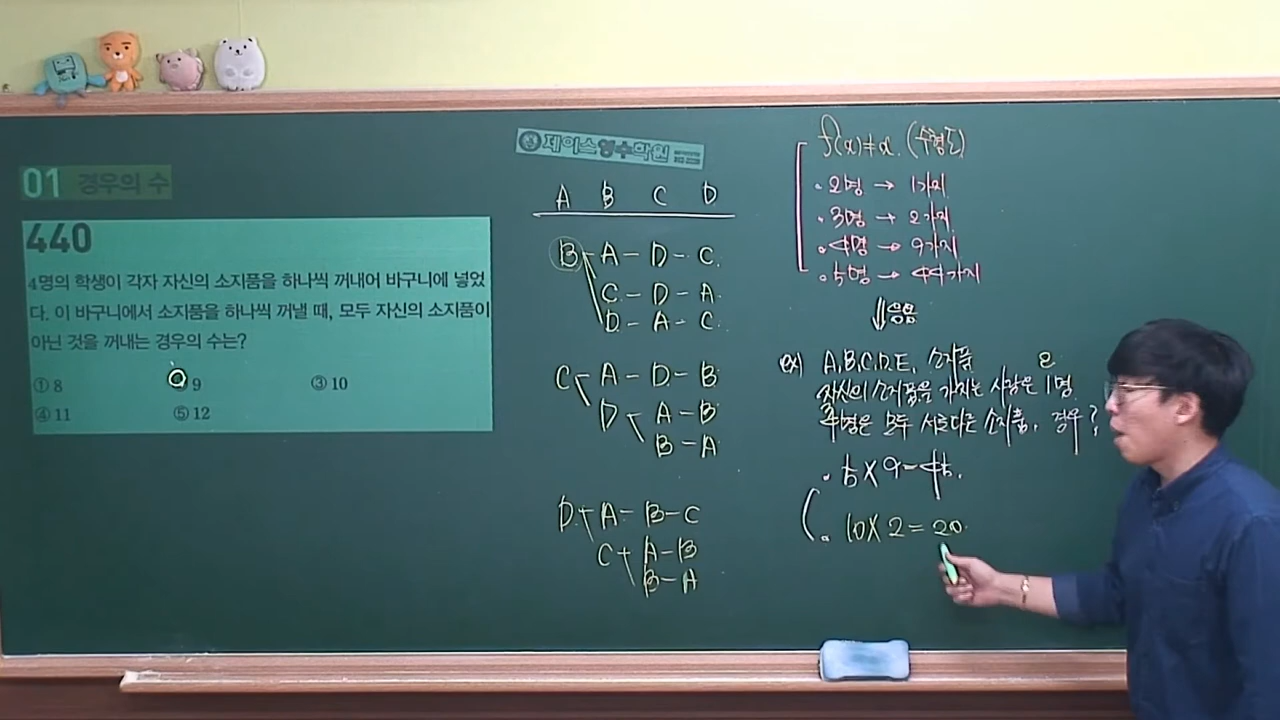 01 경우의 수
440
4명의 학생이 각자 자신의 소지품을 하나씩 꺼내어 바구니에 넣었
다. 이 바구니에서 소지품을 하나씩 꺼낼 때, 모두 자신의 소지품이
아닌 것을 꺼내는 경우의 수는?
① 8 ② 9 ③ 10
④ 11 ⑤ 12
제이스영수학원
A B C D
B-A-D-C
C-D-A
D-A-C
C-A-D-B
D A-B
B-A
D-A-B-C
C A-B
B-A
f(x)≠x. (수형도)
· 2명 → 1가지
· 3명 → 2가지
· 4명 → 9가지
· 5명 → 44가지
⇓ 응용
ex) A,B,C,D,E, 소지품 2
자신의 소지품을 가지는 사람은 1명
4명은 모두 서로다른 소지품. 경우?
· 5×9=45.
· 10×2=20.